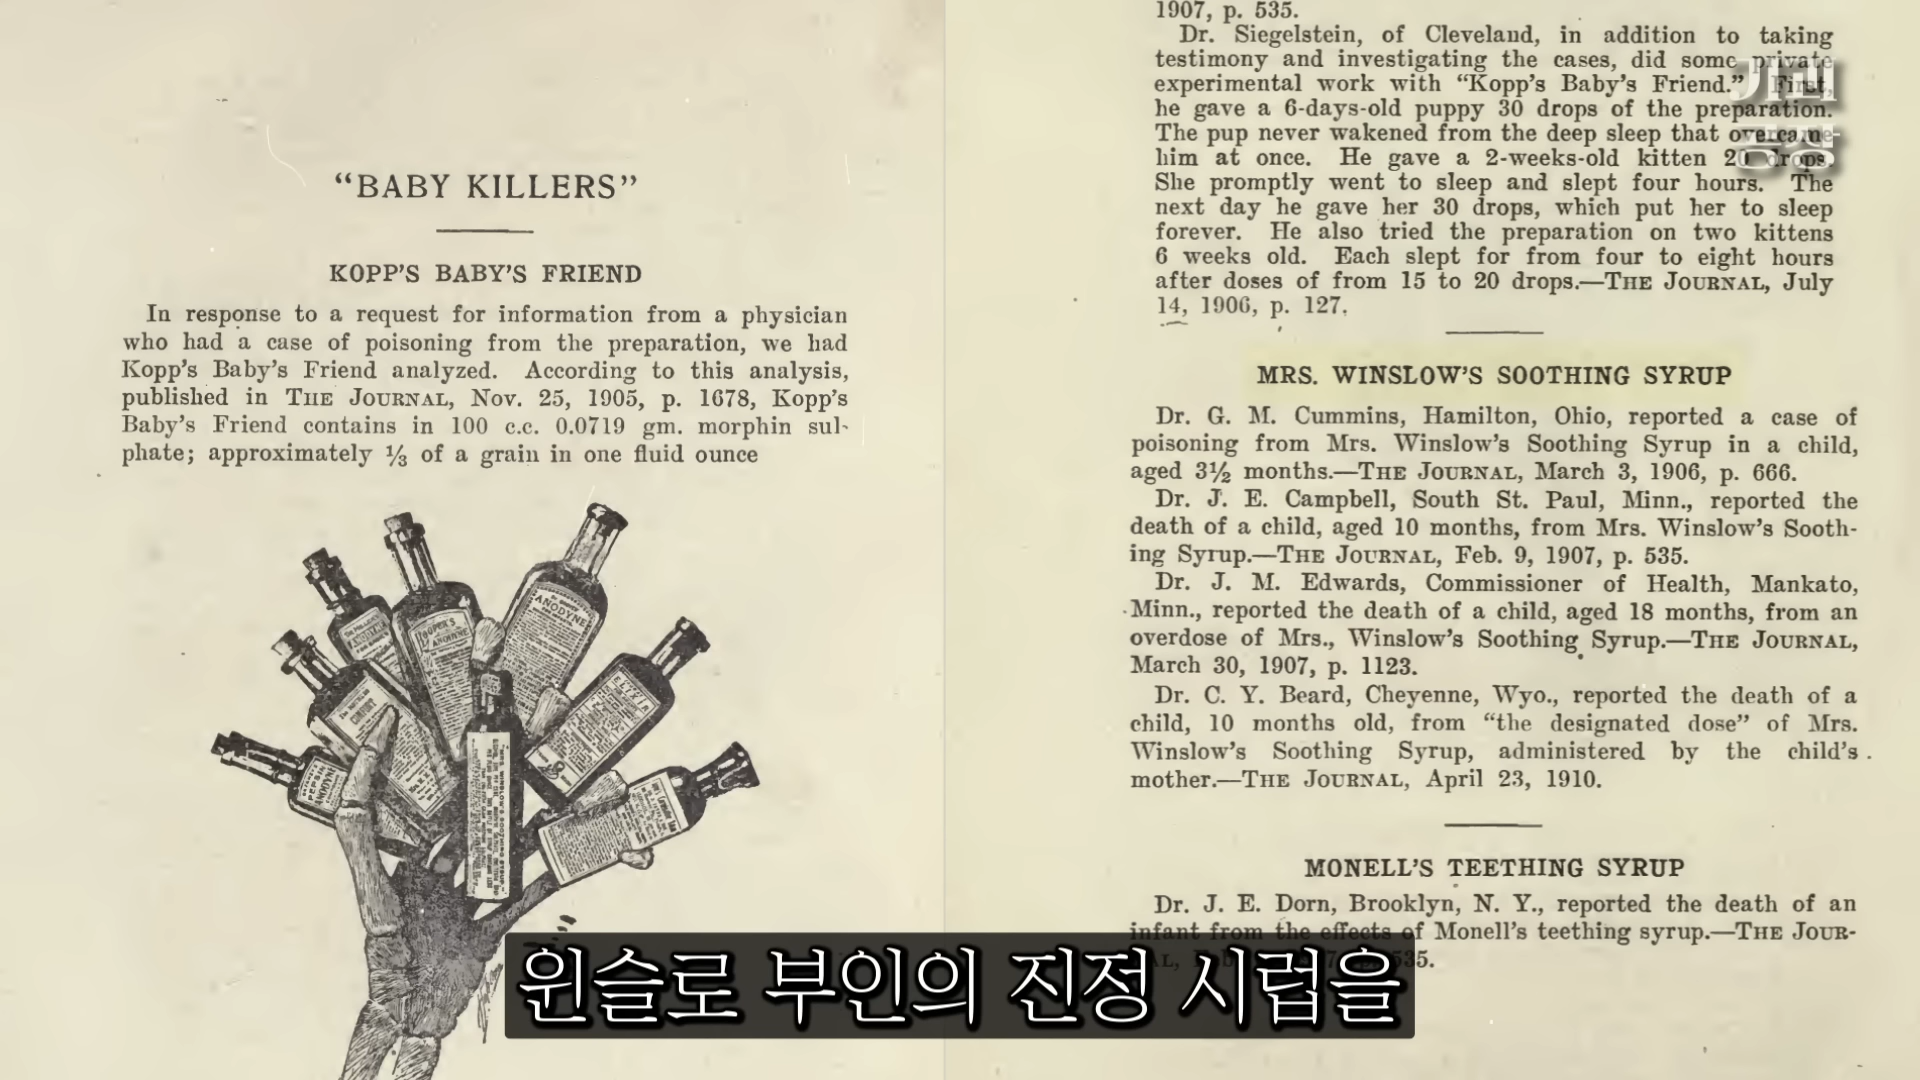 "BABY KILLERS"
KOPP'S BABY'S FRIEND
In response to a request for information from a physician
who had a case of poisoning from the preparation, we had
Kopp's Baby's Friend analyzed. According to this analysis,
published in THE JOURNAL, Nov. 25, 1905, p. 1678, Kopp's
Baby's Friend contains in 100 c.c. 0.0719 gm. morphin sul-
phate; approximately ⅓ of a grain in one fluid ounce
ANODYNE
HOOPER'S
ANODYNE
ELIXIR
COMFORT
PEPSIN
ANODYNE
1907, p. 535.
Dr. Siegelstein, of Cleveland, in addition to taking
testimony and investigating the cases, did some private
experimental work with "Kopp's Baby's Friend." First,
he gave a 6-days-old puppy 30 drops of the preparation.
The pup never wakened from the deep sleep that overcame
him at once. He gave a 2-weeks-old kitten 20 drops.
She promptly went to sleep and slept four hours. The
next day he gave her 30 drops, which put her to sleep
forever. He also tried the preparation on two kittens
6 weeks old. Each slept for from four to eight hours
after doses of from 15 to 20 drops.—THE JOURNAL, July
14, 1906, p. 127.
MRS. WINSLOW'S SOOTHING SYRUP
Dr. G. M. Cummins, Hamilton, Ohio, reported a case of
poisoning from Mrs. Winslow's Soothing Syrup in a child,
aged 3½ months.—THE JOURNAL, March 3, 1906, p. 666.
Dr. J. E. Campbell, South St. Paul, Minn., reported the
death of a child, aged 10 months, from Mrs. Winslow's Sooth-
ing Syrup.—THE JOURNAL, Feb. 9, 1907, p. 535.
Dr. J. M. Edwards, Commissioner of Health, Mankato,
Minn., reported the death of a child, aged 18 months, from an
overdose of Mrs., Winslow's Soothing Syrup.—THE JOURNAL,
March 30, 1907, p. 1123.
Dr. C. Y. Beard, Cheyenne, Wyo., reported the death of a
child, 10 months old, from "the designated dose" of Mrs.
Winslow's Soothing Syrup, administered by the child's
mother.—THE JOURNAL, April 23, 1910.
MONELL'S TEETHING SYRUP
Dr. J. E. Dorn, Brooklyn, N. Y., reported the death of an
infant from the effects of Monell's teething syrup.—THE JOUR-
535.
윈슬로 부인의 진정 시럽을